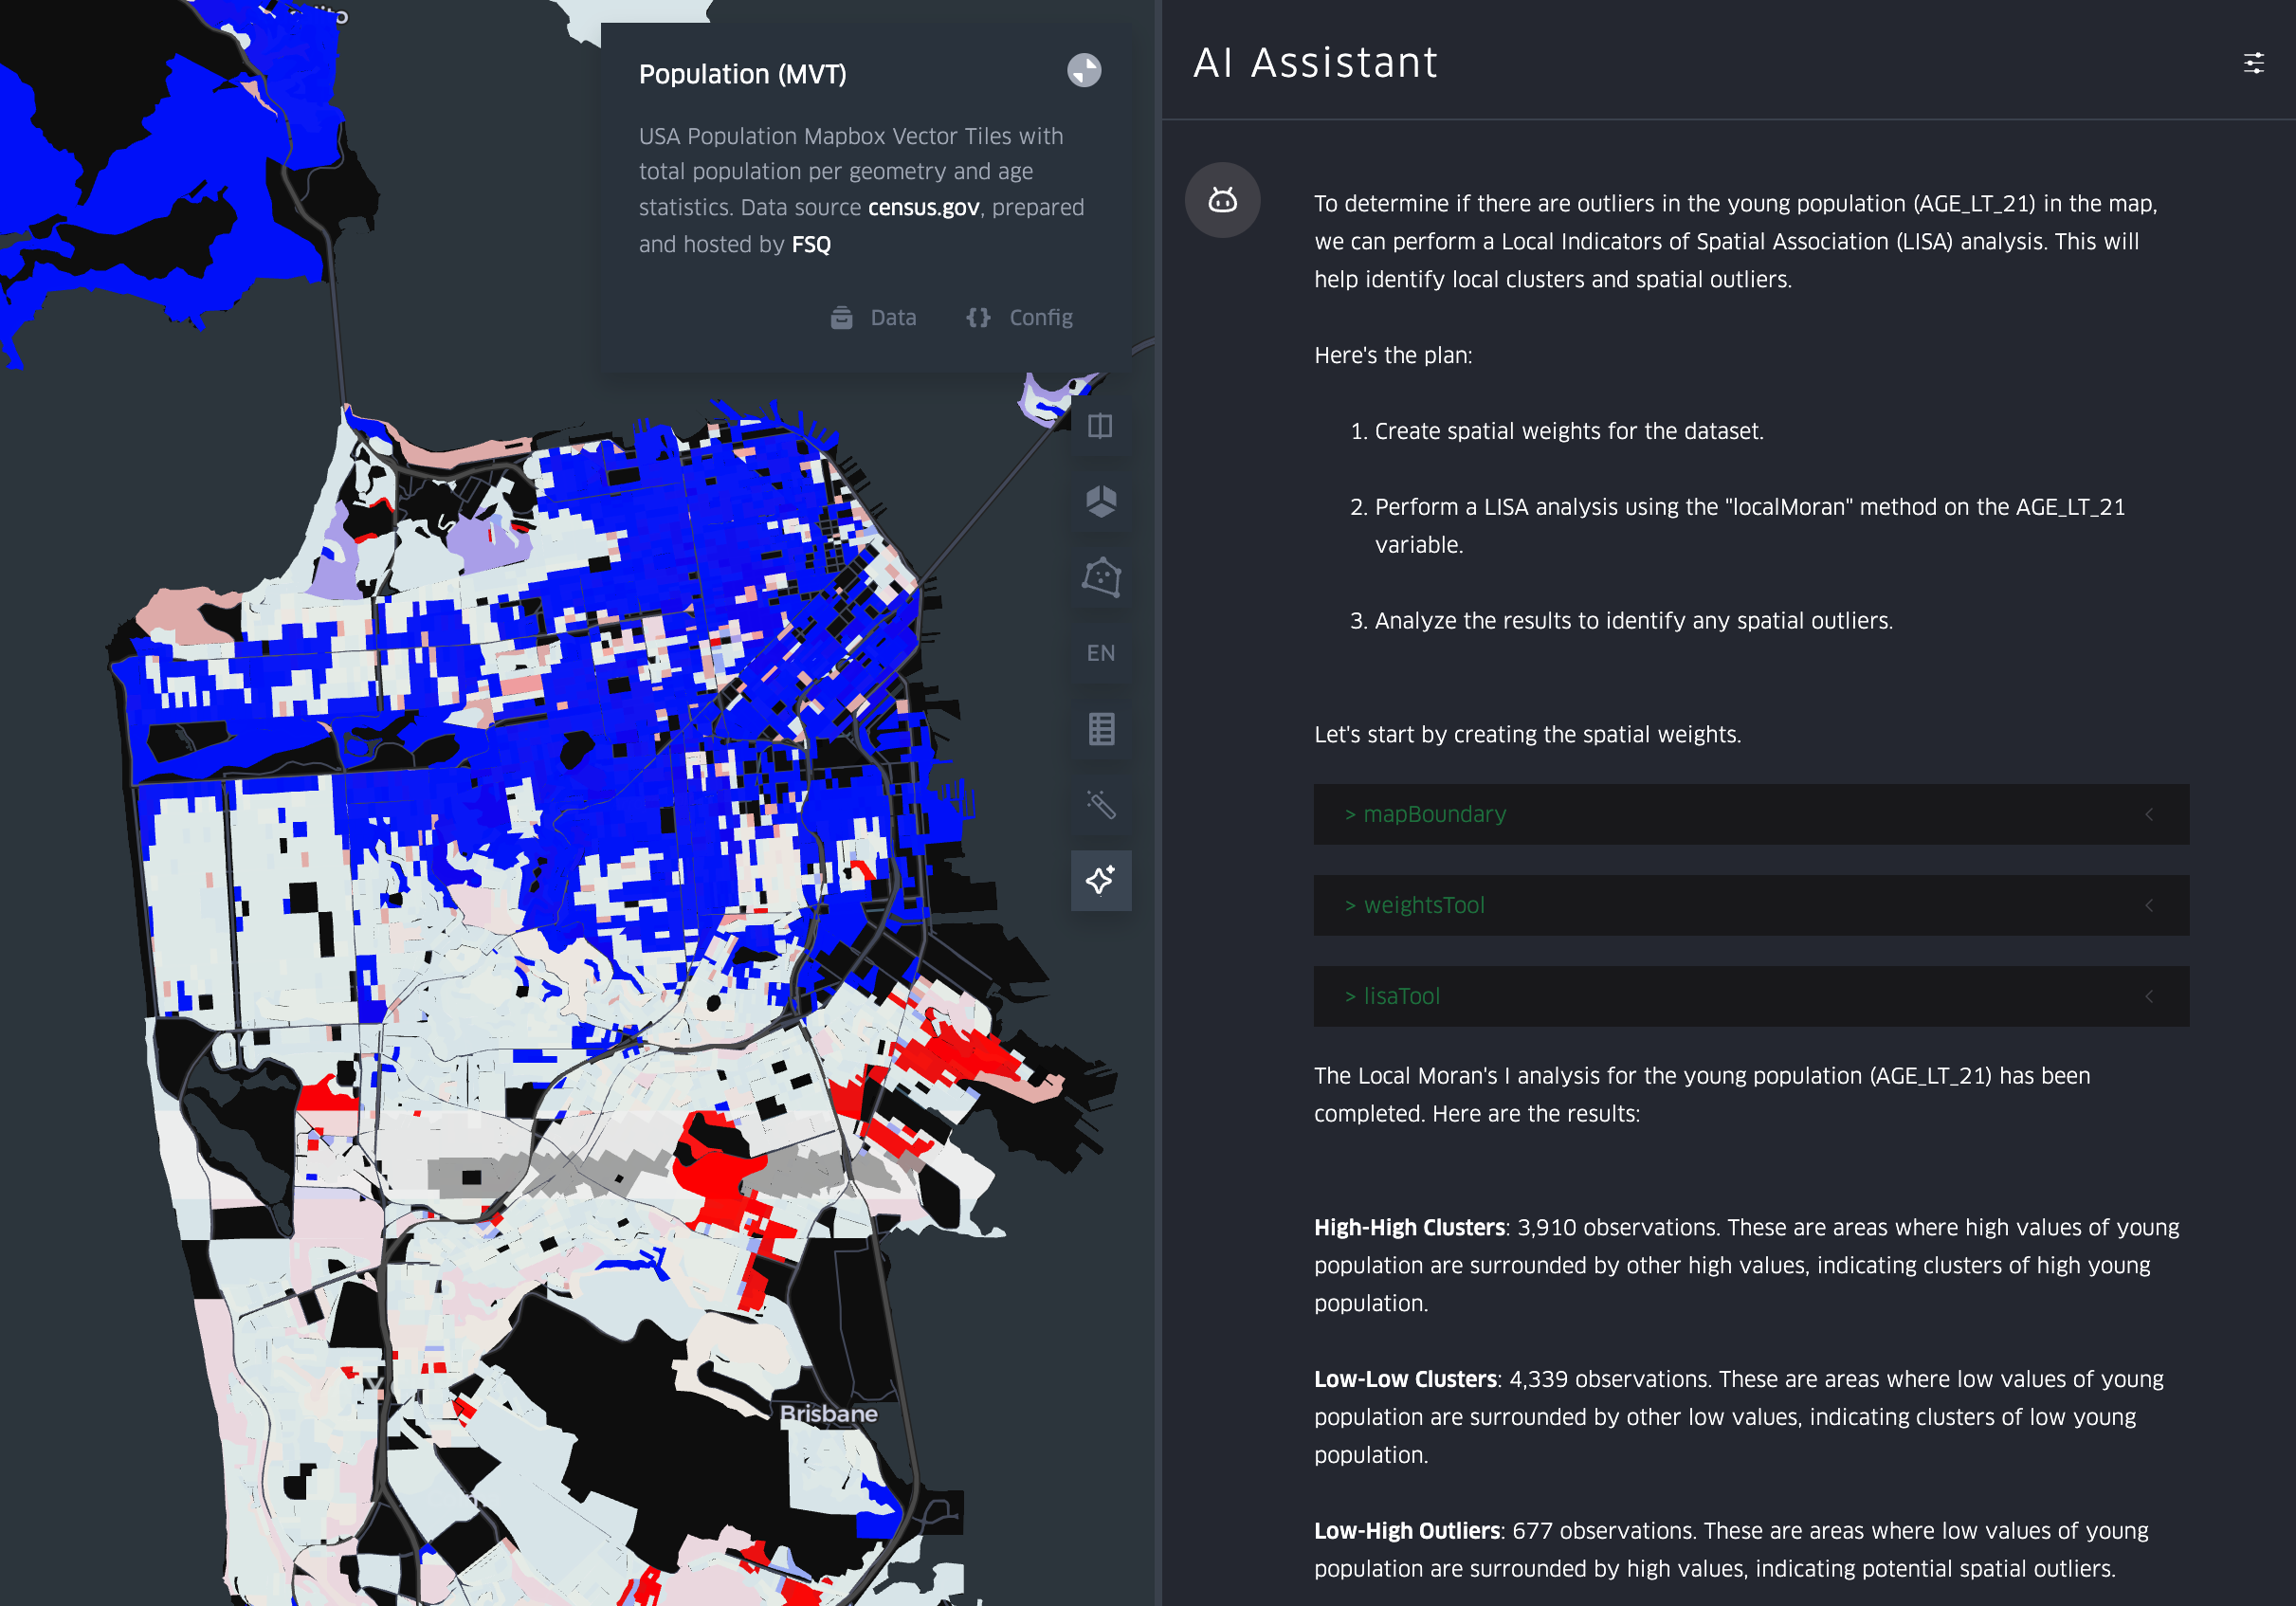 Population (MVT)
USA Population Mapbox Vector Tiles with
total population per geometry and age
statistics. Data source census.gov, prepared
and hosted by FSQ
Data
Config
EN
Brisbane
AI Assistant
To determine if there are outliers in the young population (AGE_LT_21) in the map,
we can perform a Local Indicators of Spatial Association (LISA) analysis. This will
help identify local clusters and spatial outliers.
Here's the plan:
1. Create spatial weights for the dataset.
2. Perform a LISA analysis using the "localMoran" method on the AGE_LT_21
variable.
3. Analyze the results to identify any spatial outliers.
Let's start by creating the spatial weights.
> mapBoundary
> weightsTool
> lisaTool
The Local Moran's I analysis for the young population (AGE_LT_21) has been
completed. Here are the results:
High-High Clusters: 3,910 observations. These are areas where high values of young
population are surrounded by other high values, indicating clusters of high young
population.
Low-Low Clusters: 4,339 observations. These are areas where low values of young
population are surrounded by other low values, indicating clusters of low young
population.
Low-High Outliers: 677 observations. These are areas where low values of young
population are surrounded by high values, indicating potential spatial outliers.